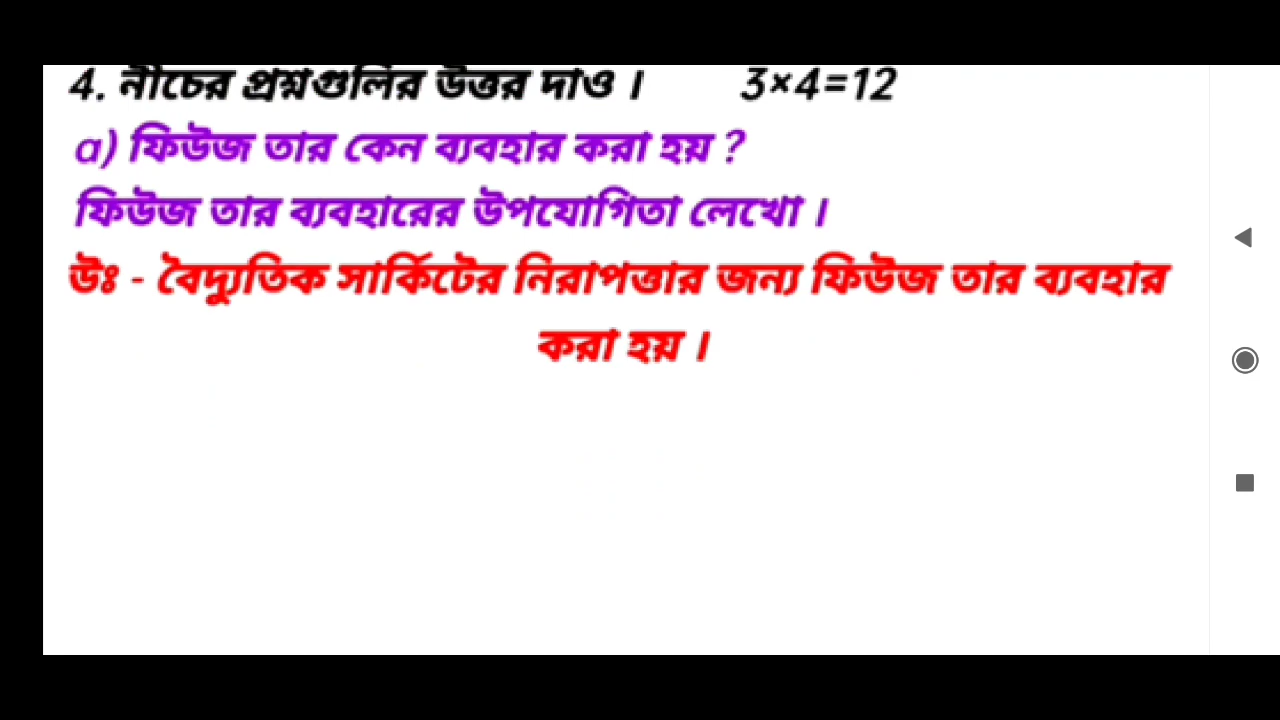 4. নীচের প্রশ্নগুলির উত্তর দাও । 3×4=12
a) ফিউজ তার কেন ব্যবহার করা হয় ?
ফিউজ তার ব্যবহারের উপযোগিতা লেখো ।
উঃ - বৈদ্যুতিক সার্কিটের নিরাপত্তার জন্য ফিউজ তার ব্যবহার
করা হয় ।